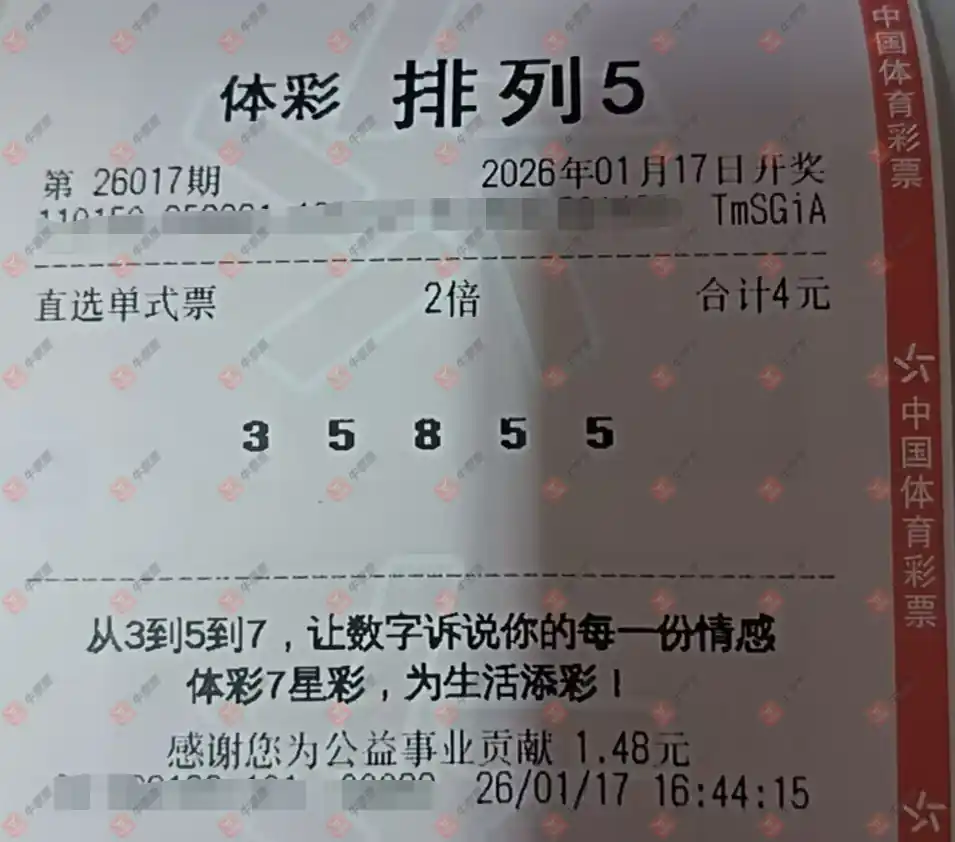 体彩 排列5
第 26017期 2026年01月17日开奖
TmSGiA
直选单式票 2倍 合计4元
3 5 8 5 5
从3到5到7，让数字诉说你的每一份情感
体彩7星彩，为生活添彩！
感谢您为公益事业贡献 1.48元
26/01/17 16:44:15
中国体育彩票
中国体育彩票